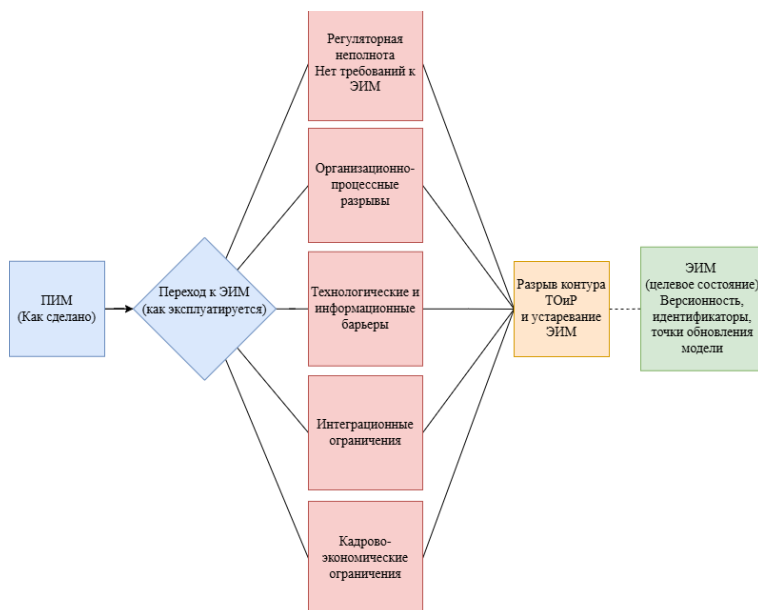 ПИМ
(Как сделано)
Переход к ЭИМ
(как эксплуатируется)
Регуляторная
неполнота
Нет требований к
ЭИМ
Организационно-
процессные
разрывы
Технологические и
информационные
барьеры
Интеграционные
ограничения
Кадрово-
экономические
ограничения
Разрыв контура
ТОиР
и устаревание
ЭИМ
ЭИМ
(целевое состояние)
Версионность,
идентификаторы,
точки обновления
модели